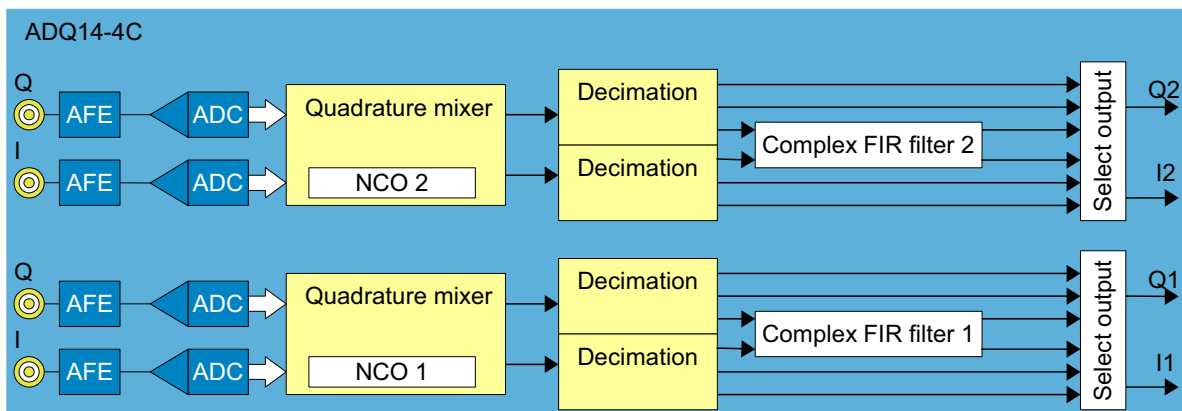 ADQ14-4C
Q
AFE
ADC
Quadrature mixer
Decimation
Q2
I
AFE
ADC
NCO 2
Decimation
Complex FIR filter 2
Select output
I2
Q
AFE
ADC
Quadrature mixer
Decimation
Q1
I
AFE
ADC
NCO 1
Decimation
Complex FIR filter 1
Select output
I1